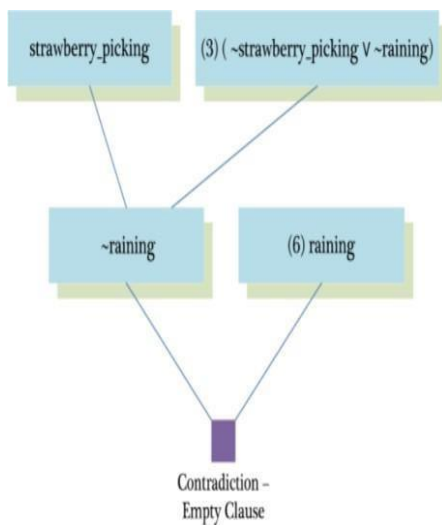 strawberry_picking
(3) ( ~strawberry_picking ∨ ~raining)
~raining
(6) raining
Contradiction –
Empty Clause